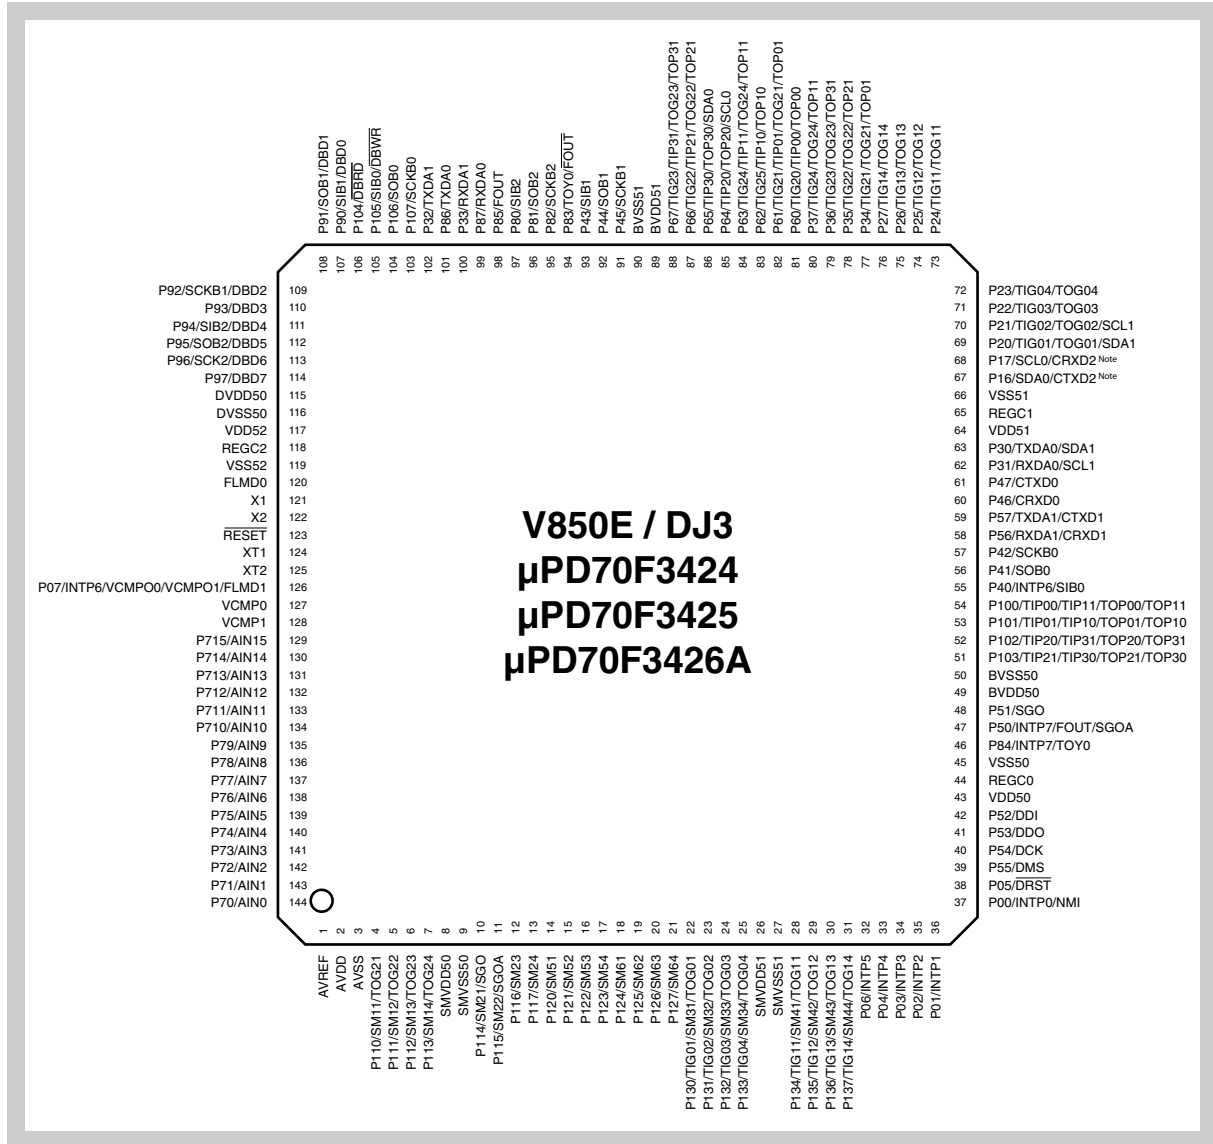 P91/SOB1/DBD1
P90/SIB1/DBD0
P104/DBRD
P105/SIB0/DBWR
P106/SOB0
P107/SCKB0
P32/TXDA1
P86/TXDA0
P33/RXDA1
P87/RXDA0
P85/FOUT
P80/SIB2
P81/SOB2
P82/SCKB2
P83/TOY0/FOUT
P43/SIB1
P44/SOB1
P45/SCKB1
BVSS51
BVDD51
P67/TIG23/TIP31/TOG23/TOP31
P66/TIG22/TIP21/TOG22/TOP21
P65/TIP30/TOP30/SDA0
P64/TIP20/TOP20/SCL0
P63/TIG24/TIP11/TOG24/TOP11
P62/TIG25/TIP10/TOP10
P61/TIG21/TIP01/TOG21/TOP01
P60/TIG20/TIP00/TOP00
P37/TIG24/TOG24/TOP11
P36/TIG23/TOG23/TOP31
P35/TIG22/TOG22/TOP21
P34/TIG21/TOG21/TOP01
P27/TIG14/TOG14
P26/TIG13/TOG13
P25/TIG12/TOG12
P24/TIG11/TOG11
108 107 106 105 104 103 102 101 100 99 98 97 96 95 94 93 92 91 90 89 88 87 86 85 84 83 82 81 80 79 78 77 76 75 74 73
P92/SCKB1/DBD2 109
P93/DBD3 110
P94/SIB2/DBD4 111
P95/SOB2/DBD5 112
P96/SCK2/DBD6 113
P97/DBD7 114
DVDD50 115
DVSS50 116
VDD52 117
REGC2 118
VSS52 119
FLMD0 120
X1 121
X2 122
RESET 123
XT1 124
XT2 125
P07/INTP6/VCMPO0/VCMPO1/FLMD1 126
VCMP0 127
VCMP1 128
P715/AIN15 129
P714/AIN14 130
P713/AIN13 131
P712/AIN12 132
P711/AIN11 133
P710/AIN10 134
P79/AIN9 135
P78/AIN8 136
P77/AIN7 137
P76/AIN6 138
P75/AIN5 139
P74/AIN4 140
P73/AIN3 141
P72/AIN2 142
P71/AIN1 143
P70/AIN0 144
V850E / DJ3
µPD70F3424
µPD70F3425
µPD70F3426A
72 P23/TIG04/TOG04
71 P22/TIG03/TOG03
70 P21/TIG02/TOG02/SCL1
69 P20/TIG01/TOG01/SDA1
68 P17/SCL0/CRXD2 Note
67 P16/SDA0/CTXD2 Note
66 VSS51
65 REGC1
64 VDD51
63 P30/TXDA0/SDA1
62 P31/RXDA0/SCL1
61 P47/CTXD0
60 P46/CRXD0
59 P57/TXDA1/CTXD1
58 P56/RXDA1/CRXD1
57 P42/SCKB0
56 P41/SOB0
55 P40/INTP6/SIB0
54 P100/TIP00/TIP11/TOP00/TOP11
53 P101/TIP01/TIP10/TOP01/TOP10
52 P102/TIP20/TIP31/TOP20/TOP31
51 P103/TIP21/TIP30/TOP21/TOP30
50 BVSS50
49 BVDD50
48 P51/SGO
47 P50/INTP7/FOUT/SGOA
46 P84/INTP7/TOY0
45 VSS50
44 REGC0
43 VDD50
42 P52/DDI
41 P53/DDO
40 P54/DCK
39 P55/DMS
38 P05/DRST
37 P00/INTP0/NMI
1 2 3 4 5 6 7 8 9 10 11 12 13 14 15 16 17 18 19 20 21 22 23 24 25 26 27 28 29 30 31 32 33 34 35 36
AVREF
AVDD
AVSS
P110/SM11/TOG21
P111/SM12/TOG22
P112/SM13/TOG23
P113/SM14/TOG24
SMVDD50
SMVSS50
P114/SM21/SGO
P115/SM22/SGOA
P116/SM23
P117/SM24
P120/SM51
P121/SM52
P122/SM53
P123/SM54
P124/SM61
P125/SM62
P126/SM63
P127/SM64
P130/TIG01/SM31/TOG01
P131/TIG02/SM32/TOG02
P132/TIG03/SM33/TOG03
P133/TIG04/SM34/TOG04
SMVDD51
SMVSS51
P134/TIG11/SM41/TOG11
P135/TIG12/SM42/TOG12
P136/TIG13/SM43/TOG13
P137/TIG14/SM44/TOG14
P06/INTP5
P04/INTP4
P03/INTP3
P02/INTP2
P01/INTP1